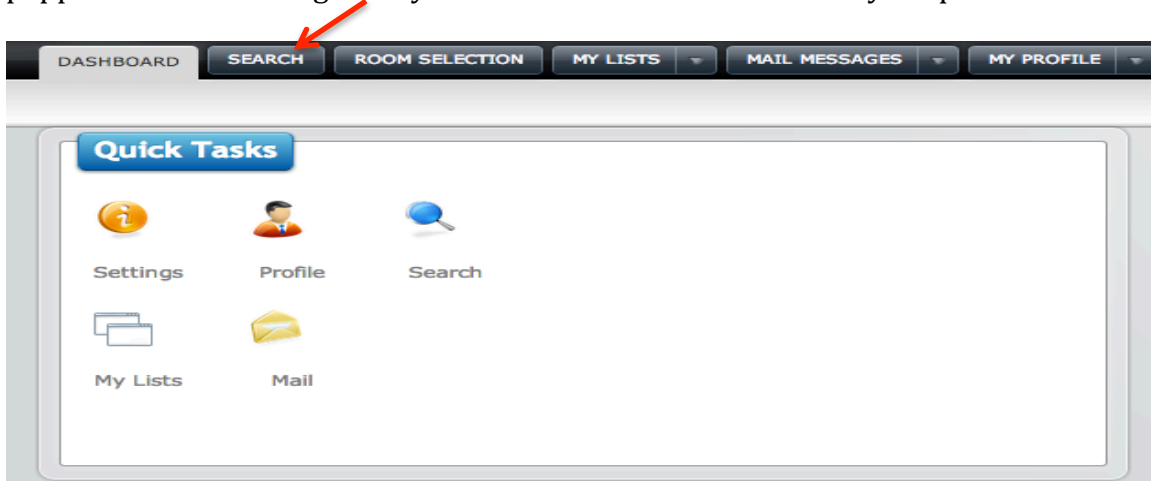 DASHBOARD SEARCH ROOM SELECTION MY LISTS MAIL MESSAGES MY PROFILE
Quick Tasks
Settings Profile Search
My Lists Mail